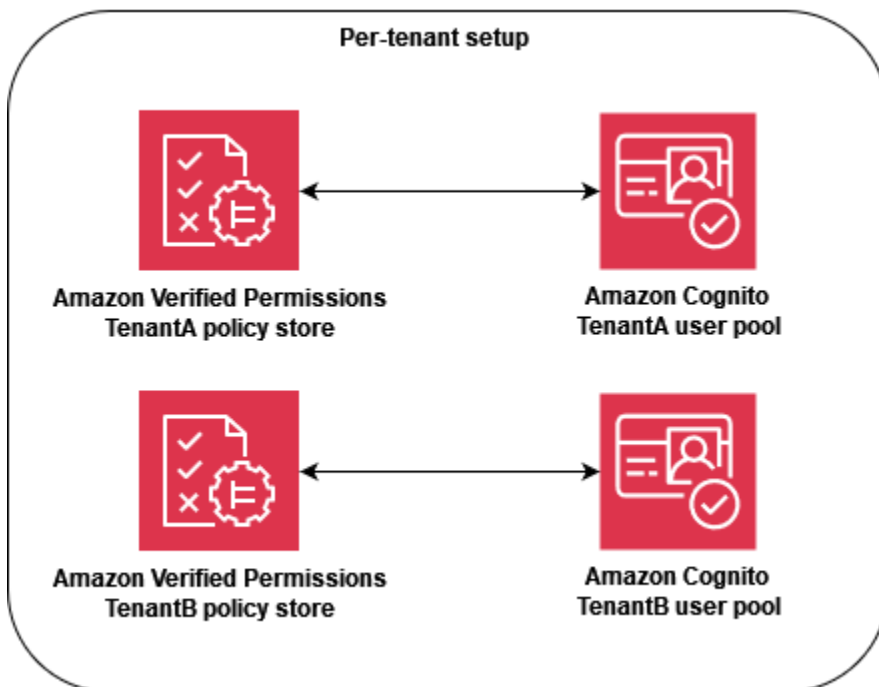 Per-tenant setup
Amazon Verified Permissions
TenantA policy store
Amazon Cognito
TenantA user pool
Amazon Verified Permissions
TenantB policy store
Amazon Cognito
TenantB user pool